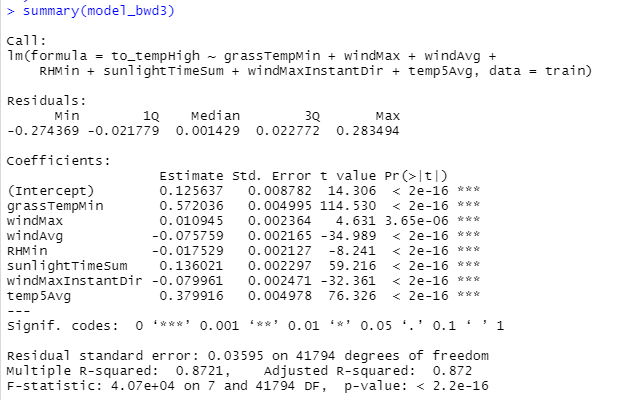 > summary(model_bwd3)
Call:
lm(formula = to_tempHigh ~ grassTempMin + windMax + windAvg +
    RHMin + sunlightTimeSum + windMaxInstantDir + temp5Avg, data = train)
Residuals:
      Min        1Q    Median        3Q       Max
-0.274369 -0.021779  0.001429  0.022772  0.283494
Coefficients:
                   Estimate Std. Error t value Pr(>|t|)
(Intercept)        0.125637   0.008782  14.306  < 2e-16 ***
grassTempMin       0.572036   0.004995 114.530  < 2e-16 ***
windMax            0.010945   0.002364   4.631 3.65e-06 ***
windAvg           -0.075759   0.002165 -34.989  < 2e-16 ***
RHMin             -0.017529   0.002127  -8.241  < 2e-16 ***
sunlightTimeSum    0.136021   0.002297  59.216  < 2e-16 ***
windMaxInstantDir -0.079961   0.002471 -32.361  < 2e-16 ***
temp5Avg           0.379916   0.004978  76.326  < 2e-16 ***
---
Signif. codes:  0 ‘***’ 0.001 ‘**’ 0.01 ‘*’ 0.05 ‘.’ 0.1 ‘ ’ 1
Residual standard error: 0.03595 on 41794 degrees of freedom
Multiple R-squared:  0.8721,    Adjusted R-squared:  0.872
F-statistic: 4.07e+04 on 7 and 41794 DF,  p-value: < 2.2e-16